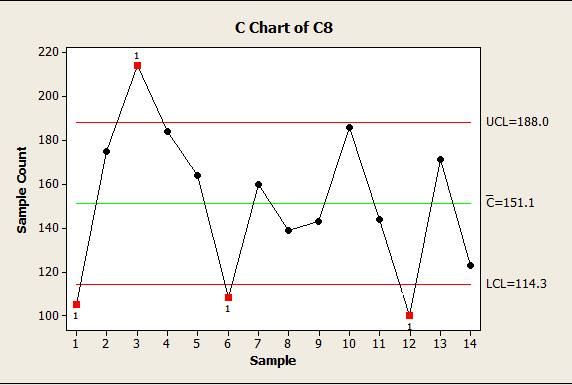 C Chart of C8
220
200
180
160
140
120
100
Sample Count
1
1
1
1
UCL=188.0
C̅=151.1
LCL=114.3
1 2 3 4 5 6 7 8 9 10 11 12 13 14
Sample